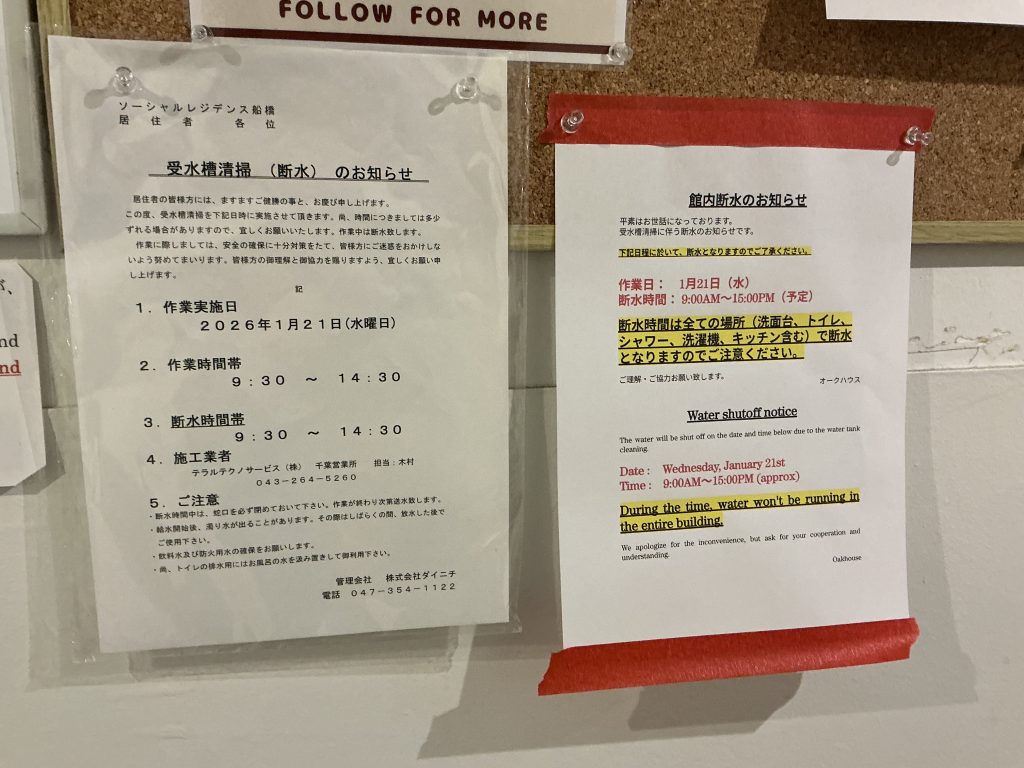 FOLLOW FOR MORE
ソーシャルレジデンス船橋
居 住 者 各 位
受水槽清掃 （断水） のお知らせ
居住者の皆様方には、ますますご健勝の事と、お慶び申し上げます。
この度、受水槽清掃を下記日時に実施させて頂きます。尚、時間につきましては多少
ずれる場合がありますので、宜しくお願いいたします。作業中は断水致します。
作業に際しましては、安全の確保に十分対策をたて、皆様方にご迷惑をおかけしな
いよう努めてまいります。皆様方の御理解と御協力を賜りますよう、宜しくお願い申
し上げます。
記
１．作業実施日
２０２６年１月２１日(水曜日)
２．作業時間帯
９：３０ ～ １４：３０
３．断水時間帯
９：３０ ～ １４：３０
４．施工業者
テラルテクノサービス（株） 千葉営業所 担当：木村
０４３－２６４－５２６０
５．ご注意
・断水時間中は、蛇口を必ず閉めておいて下さい。作業が終わり次第送水致します。
・給水開始後、濁り水が出ることがあります。その際はしばらくの間、放水した後で
ご使用下さい。
・飲料水及び防火用水の確保をお願いします。
・尚、トイレの排水用にはお風呂の水を汲み置きして御利用下さい。
管理会社 株式会社ダイニチ
電話 ０４７－３５４－１１２２
館内断水のお知らせ
平素はお世話になっております。
受水槽清掃に伴う断水のお知らせです。
下記日程に於いて、断水となりますのでご了承ください。
作業日： 1月21日（水）
断水時間： 9:00AM～15:00PM（予定）
断水時間は全ての場所（洗面台、トイレ、
シャワー、洗濯機、キッチン含む）で断水
となりますのでご注意ください。
ご理解・ご協力お願い致します。
オークハウス
Water shutoff notice
The water will be shut off on the date and time below due to the water tank
cleaning.
Date : Wednesday, January 21st
Time : 9:00AM～15:00PM (approx)
During the time, water won't be running in
the entire building.
We apologize for the inconvenience, but ask for your cooperation and
understanding.
Oakhouse
が、
nd
nd